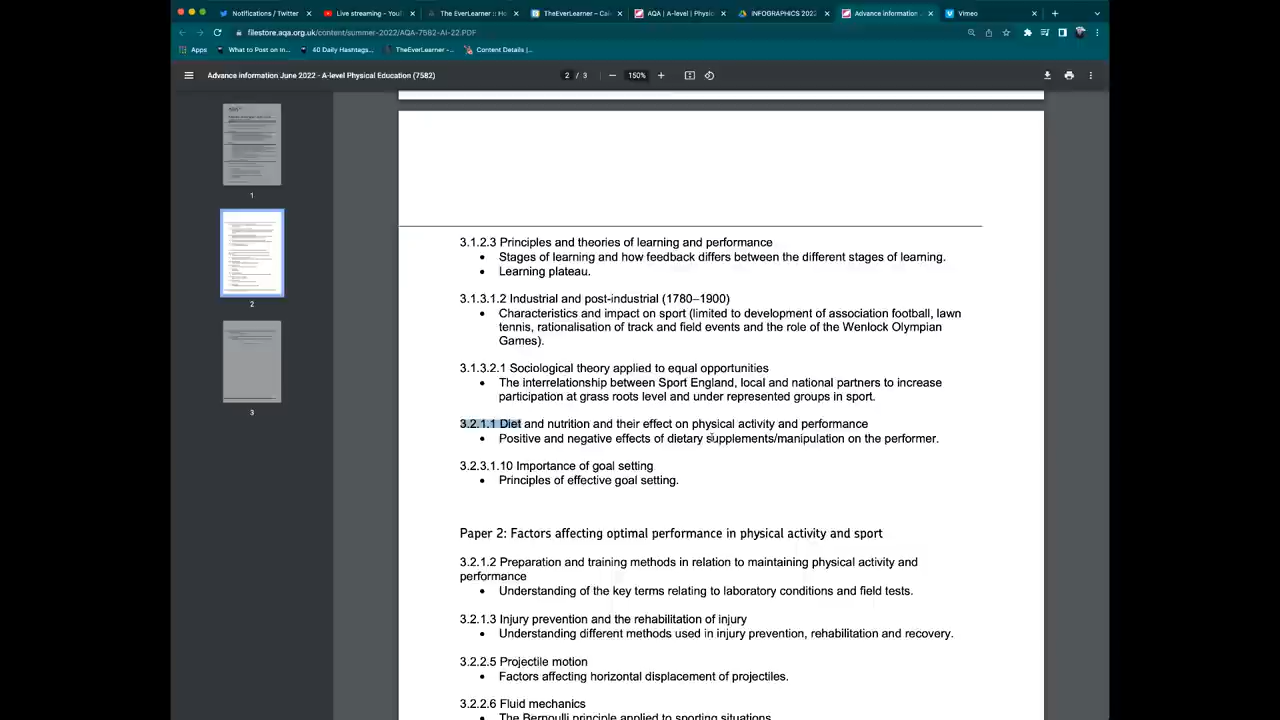 Notifications / Twitter
Live streaming - You
The EverLearner :: Ho
TheEverLearner - Cale
AQA | A-level | Physic
INFOGRAPHICS 2022
Advance information
Vimeo
filestore.aqa.org.uk/content/summer-2022/AQA-7582-AI-22.PDF
Apps
What to Post on In...
40 Daily Hashtags...
TheEverLearner -...
Content Details |...
Advance information June 2022 - A-level Physical Education (7582)
2 / 3
150%
1
2
3
3.1.2.3 Principles and theories of learning and performance
• Stages of learning and how feedback differs between the different stages of learning.
• Learning plateau.
3.1.3.1.2 Industrial and post-industrial (1780–1900)
• Characteristics and impact on sport (limited to development of association football, lawn
tennis, rationalisation of track and field events and the role of the Wenlock Olympian
Games).
3.1.3.2.1 Sociological theory applied to equal opportunities
• The interrelationship between Sport England, local and national partners to increase
participation at grass roots level and under represented groups in sport.
3.2.1.1 Diet and nutrition and their effect on physical activity and performance
• Positive and negative effects of dietary supplements/manipulation on the performer.
3.2.3.1.10 Importance of goal setting
• Principles of effective goal setting.
Paper 2: Factors affecting optimal performance in physical activity and sport
3.2.1.2 Preparation and training methods in relation to maintaining physical activity and
performance
• Understanding of the key terms relating to laboratory conditions and field tests.
3.2.1.3 Injury prevention and the rehabilitation of injury
• Understanding different methods used in injury prevention, rehabilitation and recovery.
3.2.2.5 Projectile motion
• Factors affecting horizontal displacement of projectiles.
3.2.2.6 Fluid mechanics
• The Bernoulli principle applied to sporting situations.